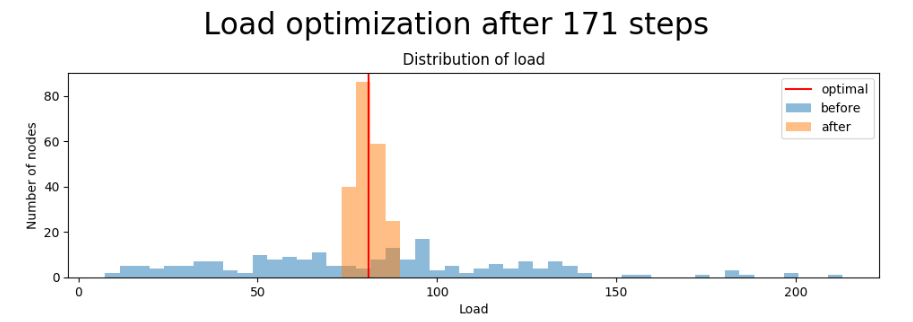 Load optimization after 171 steps
Distribution of load
optimal
before
after
Number of nodes
80
60
40
20
0
0 50 100 150 200
Load